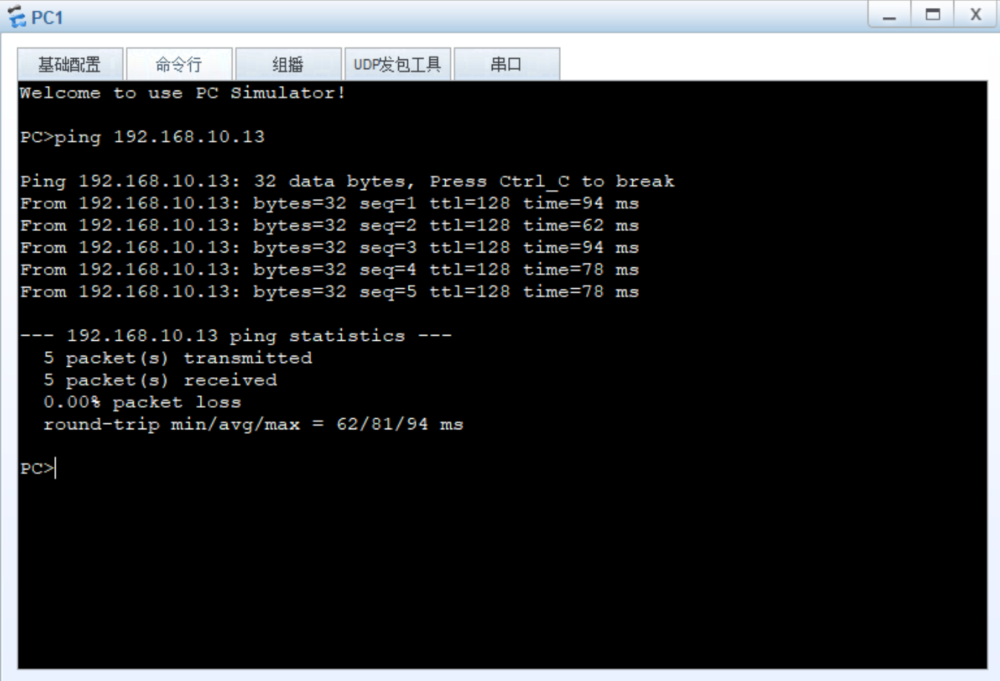 PC1
基础配置 命令行 组播 UDP发包工具 串口
Welcome to use PC Simulator!
PC>ping 192.168.10.13
Ping 192.168.10.13: 32 data bytes, Press Ctrl_C to break
From 192.168.10.13: bytes=32 seq=1 ttl=128 time=94 ms
From 192.168.10.13: bytes=32 seq=2 ttl=128 time=62 ms
From 192.168.10.13: bytes=32 seq=3 ttl=128 time=94 ms
From 192.168.10.13: bytes=32 seq=4 ttl=128 time=78 ms
From 192.168.10.13: bytes=32 seq=5 ttl=128 time=78 ms
--- 192.168.10.13 ping statistics ---
5 packet(s) transmitted
5 packet(s) received
0.00% packet loss
round-trip min/avg/max = 62/81/94 ms
PC>